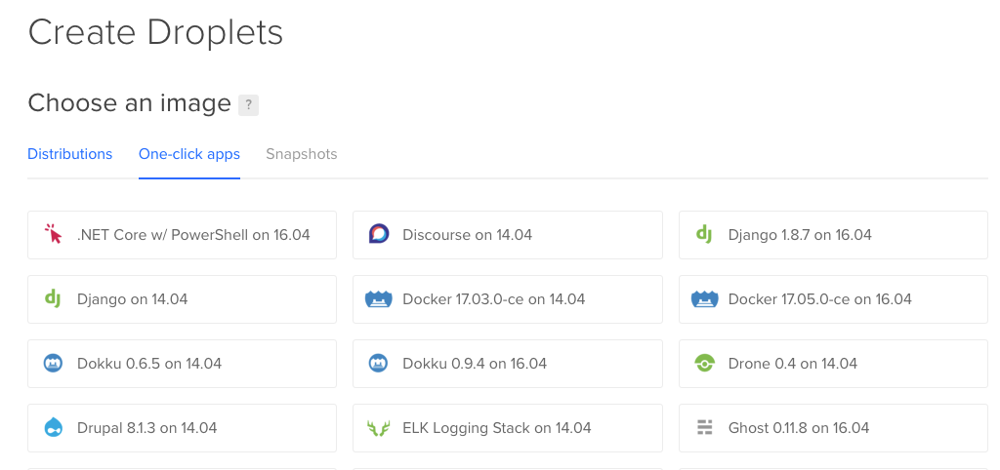 Create Droplets
Choose an image ?
Distributions One-click apps Snapshots
.NET Core w/ PowerShell on 16.04 Discourse on 14.04 Django 1.8.7 on 16.04
dj Django on 14.04 Docker 17.03.0-ce on 14.04 Docker 17.05.0-ce on 16.04
Dokku 0.6.5 on 14.04 Dokku 0.9.4 on 16.04 Drone 0.4 on 14.04
Drupal 8.1.3 on 14.04 ELK Logging Stack on 14.04 Ghost 0.11.8 on 16.04